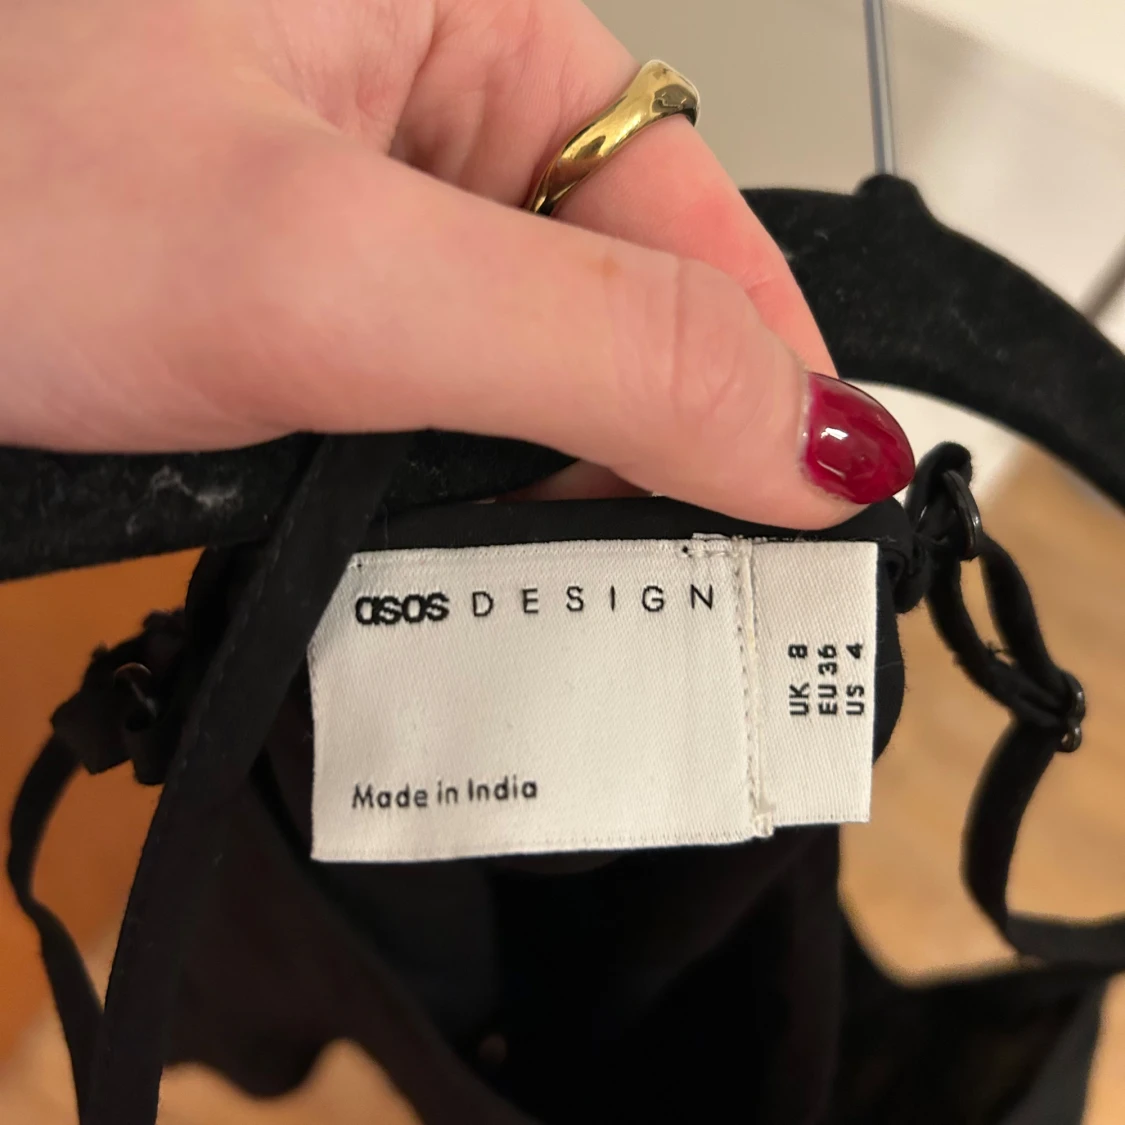 asos DESIGN
Made in India
UK 8
EU 36
US 4